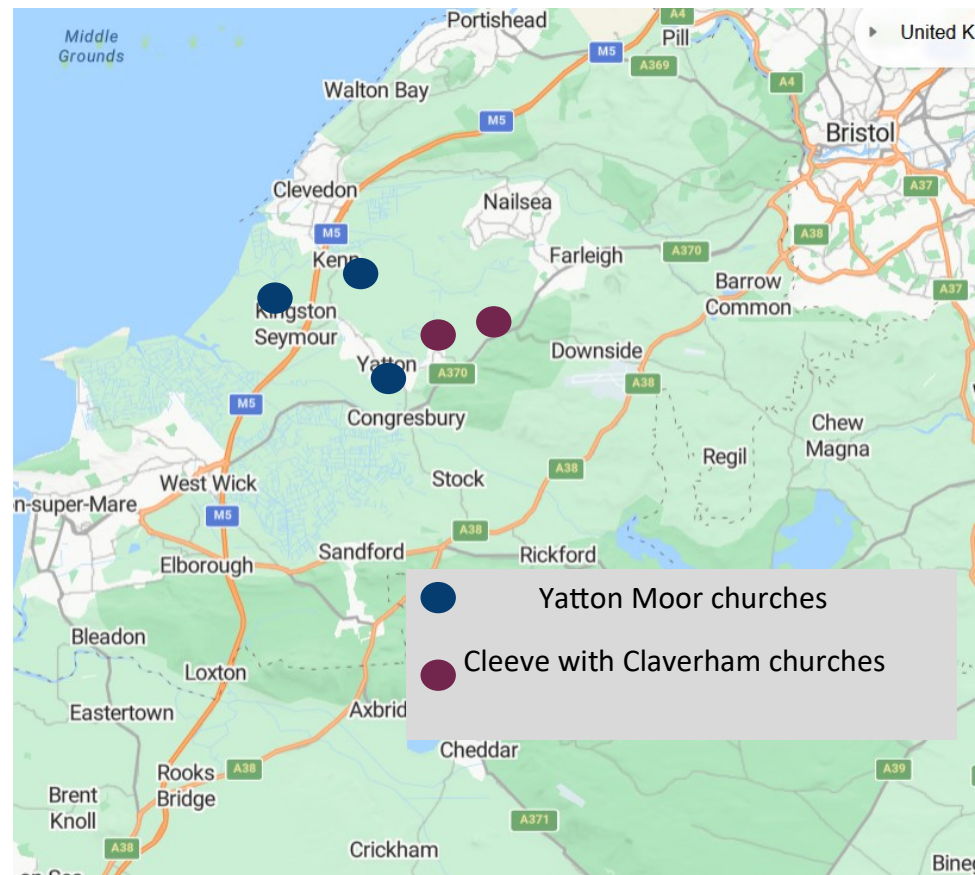 Portishead
A4
Pill
United K
Middle
Grounds
M5
A369
A4
Walton Bay
M5
Bristol
Clevedon
Nailsea
A37
M5
A38
Kenn
Farleigh
A370
Barrow
Common
A37
Kingston
Seymour
Downside
Yatton
A370
A38
M5
Congresbury
Chew
Magna
Regil
West Wick
Stock
A38
n-super-Mare
M5
A38
Elborough
Sandford
Rickford
Yatton Moor churches
Bleadon
Cleeve with Claverham churches
Loxton
Eastertown
Axbrid
Cheddar
Rooks
Bridge
A38
A39
Brent
Knoll
A371
A38
Crickham
Bineg